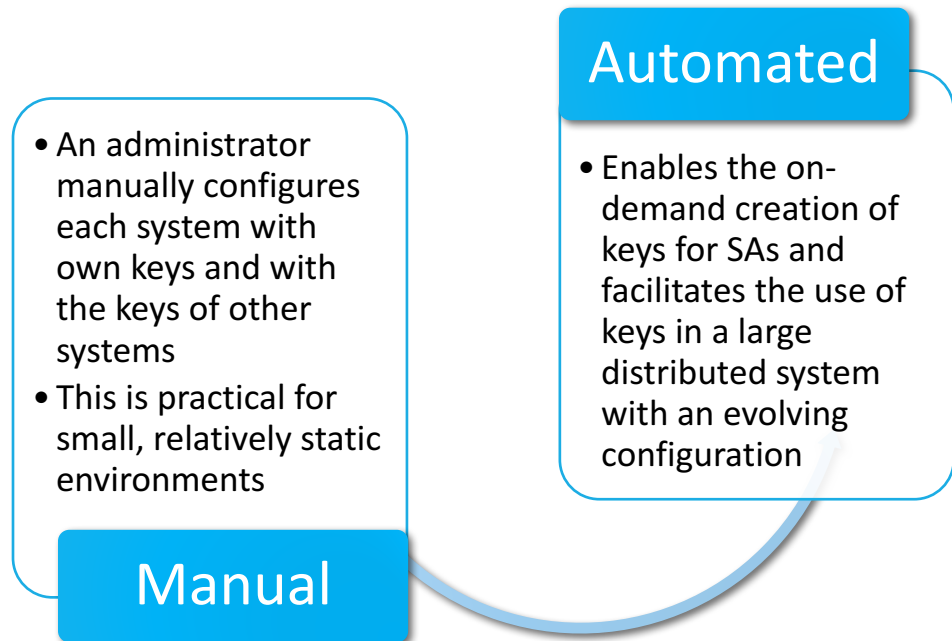 • An administrator
manually configures
each system with
own keys and with
the keys of other
systems
• This is practical for
small, relatively static
environments
Manual
Automated
• Enables the on-
demand creation of
keys for SAs and
facilitates the use of
keys in a large
distributed system
with an evolving
configuration